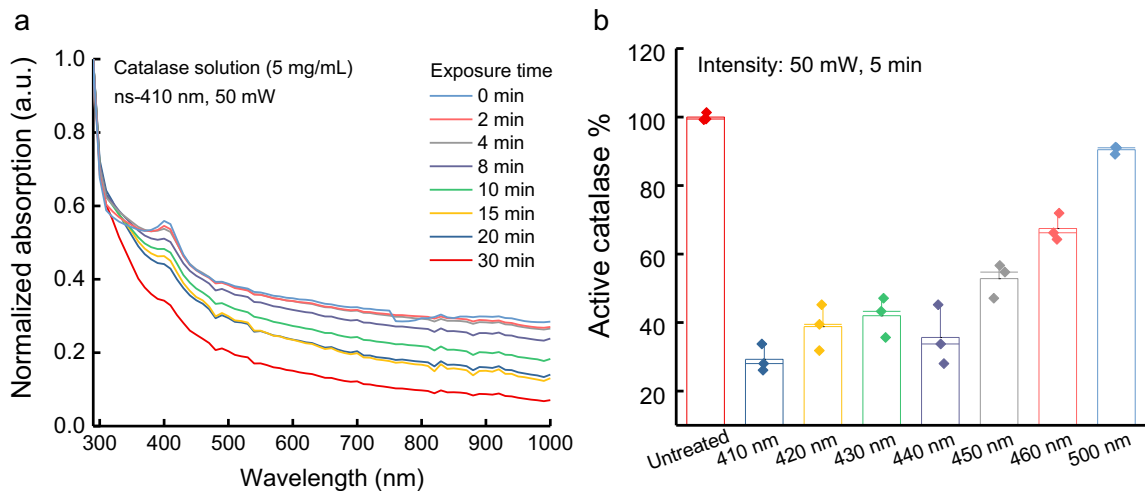 a
Normalized absorption (a.u.)
1.0
0.8
0.6
0.4
0.2
0.0
Catalase solution (5 mg/mL)
ns-410 nm, 50 mW
Exposure time
0 min
2 min
4 min
8 min
10 min
15 min
20 min
30 min
300 400 500 600 700 800 900 1000
Wavelength (nm)
b
Active catalase %
120
100
80
60
40
20
Intensity: 50 mW, 5 min
Untreated 410 nm 420 nm 430 nm 440 nm 450 nm 460 nm 500 nm